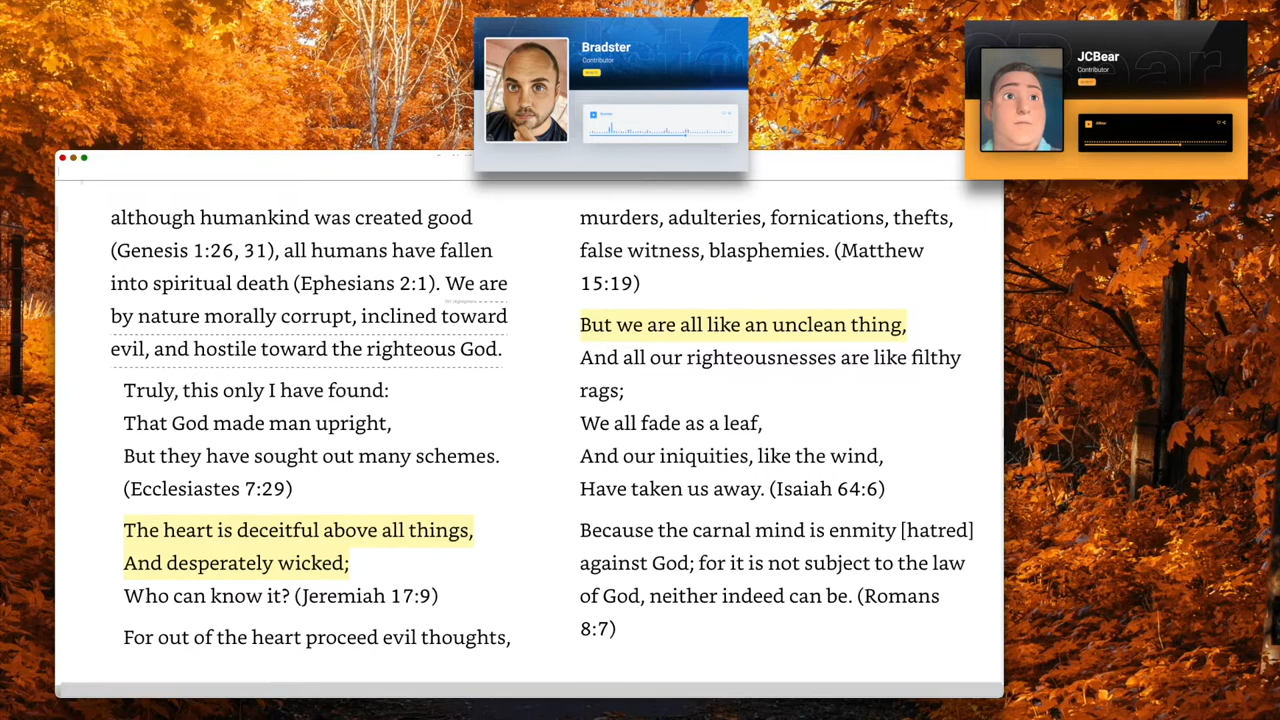 Bradster
Contributor
JCBear
Contributor
although humankind was created good
(Genesis 1:26, 31), all humans have fallen
into spiritual death (Ephesians 2:1). We are
by nature morally corrupt, inclined toward
evil, and hostile toward the righteous God.
Truly, this only I have found:
That God made man upright,
But they have sought out many schemes.
(Ecclesiastes 7:29)
The heart is deceitful above all things,
And desperately wicked;
Who can know it? (Jeremiah 17:9)
For out of the heart proceed evil thoughts,
murders, adulteries, fornications, thefts,
false witness, blasphemies. (Matthew
15:19)
But we are all like an unclean thing,
And all our righteousnesses are like filthy
rags;
We all fade as a leaf,
And our iniquities, like the wind,
Have taken us away. (Isaiah 64:6)
Because the carnal mind is enmity [hatred]
against God; for it is not subject to the law
of God, neither indeed can be. (Romans
8:7)